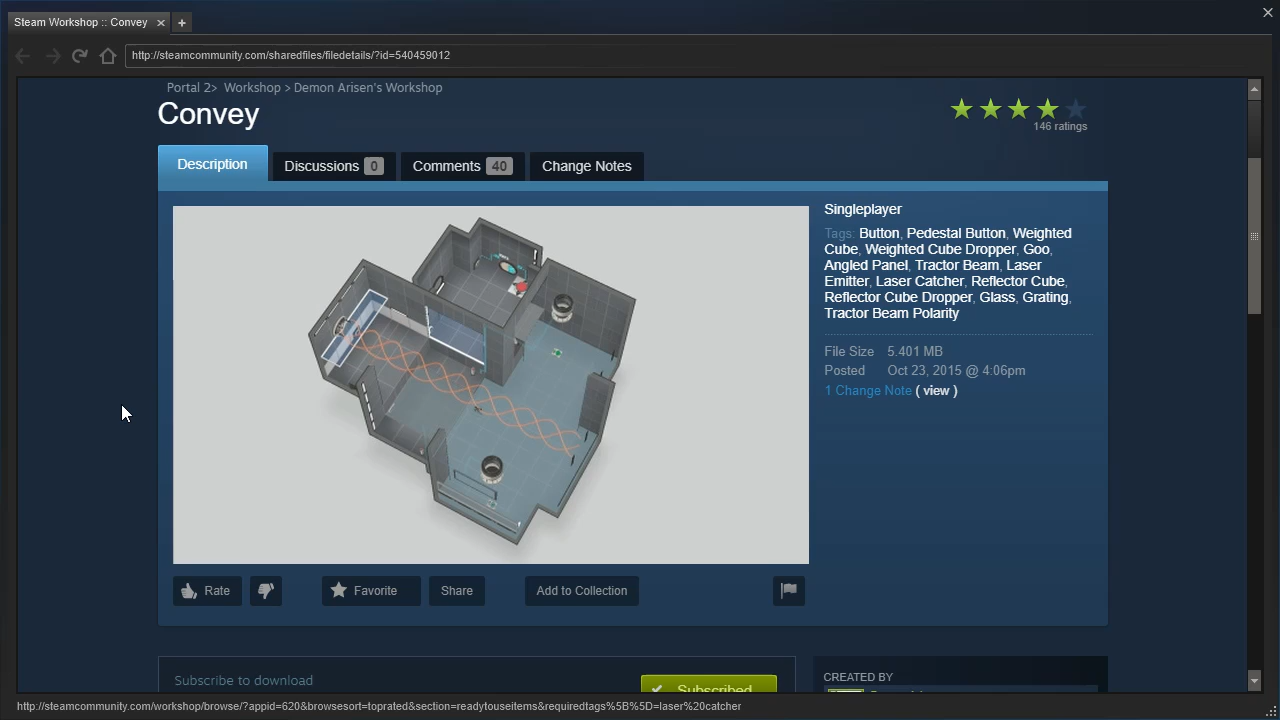 Steam Workshop :: Convey
http://steamcommunity.com/sharedfiles/filedetails/?id=540459012
Portal 2> Workshop > Demon Arisen's Workshop
Convey
146 ratings
Description
Discussions 0
Comments 40
Change Notes
Singleplayer
Tags: Button, Pedestal Button, Weighted
Cube, Weighted Cube Dropper, Goo,
Angled Panel, Tractor Beam, Laser
Emitter, Laser Catcher, Reflector Cube,
Reflector Cube Dropper, Glass, Grating,
Tractor Beam Polarity
File Size 5.401 MB
Posted Oct 23, 2015 @ 4:06pm
1 Change Note ( view )
Rate
Favorite
Share
Add to Collection
Subscribe to download
Subscribed
CREATED BY
http://steamcommunity.com/workshop/browse/?appid=620&browsesort=toprated&section=readytouseitems&requiredtags%5B%5D=laser%20catcher